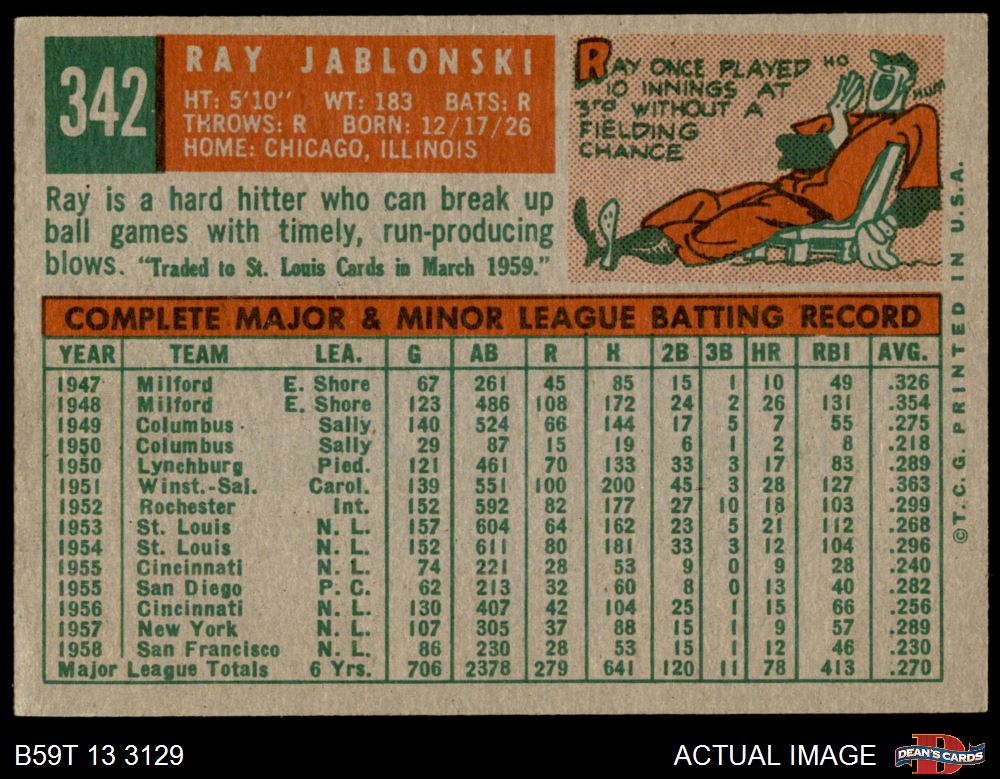 342
RAY JABLONSKI
HT: 5'10" WT: 183 BATS: R
THROWS: R BORN: 12/17/26
HOME: CHICAGO, ILLINOIS
RAY ONCE PLAYED
10 INNINGS AT
3RD WITHOUT A
FIELDING
CHANCE
HO
HUM
Ray is a hard hitter who can break up
ball games with timely, run-producing
blows. "Traded to St. Louis Cards in March 1959."
COMPLETE MAJOR & MINOR LEAGUE BATTING RECORD
YEAR TEAM LEA. G AB R H 2B 3B HR RBI AVG.
1947 Milford E. Shore 67 261 45 85 15 1 10 49 .326
1948 Milford E. Shore 123 486 108 172 24 2 26 131 .354
1949 Columbus Sally 140 524 66 144 17 5 7 55 .275
1950 Columbus Sally 29 87 15 19 6 1 2 8 .218
1950 Lynchburg Pied. 121 461 70 133 33 3 17 83 .289
1951 Winst.-Sal. Carol. 139 551 100 200 45 3 28 127 .363
1952 Rochester Int. 152 592 82 177 27 10 18 103 .299
1953 St. Louis N. L. 157 604 64 162 23 5 21 112 .268
1954 St. Louis N. L. 152 611 80 181 33 3 12 104 .296
1955 Cincinnati N. L. 74 221 28 53 9 0 9 28 .240
1955 San Diego P. C. 62 213 32 60 8 0 13 40 .282
1956 Cincinnati N. L. 130 407 42 104 25 1 15 66 .256
1957 New York N. L. 107 305 37 88 15 1 9 57 .289
1958 San Francisco N. L. 86 230 28 53 15 1 12 46 .230
Major League Totals 6 Yrs. 706 2378 279 641 120 11 78 413 .270
©T. C. G. PRINTED IN U.S.A.
B59T 13 3129
ACTUAL IMAGE
D
DEAN'S CARDS